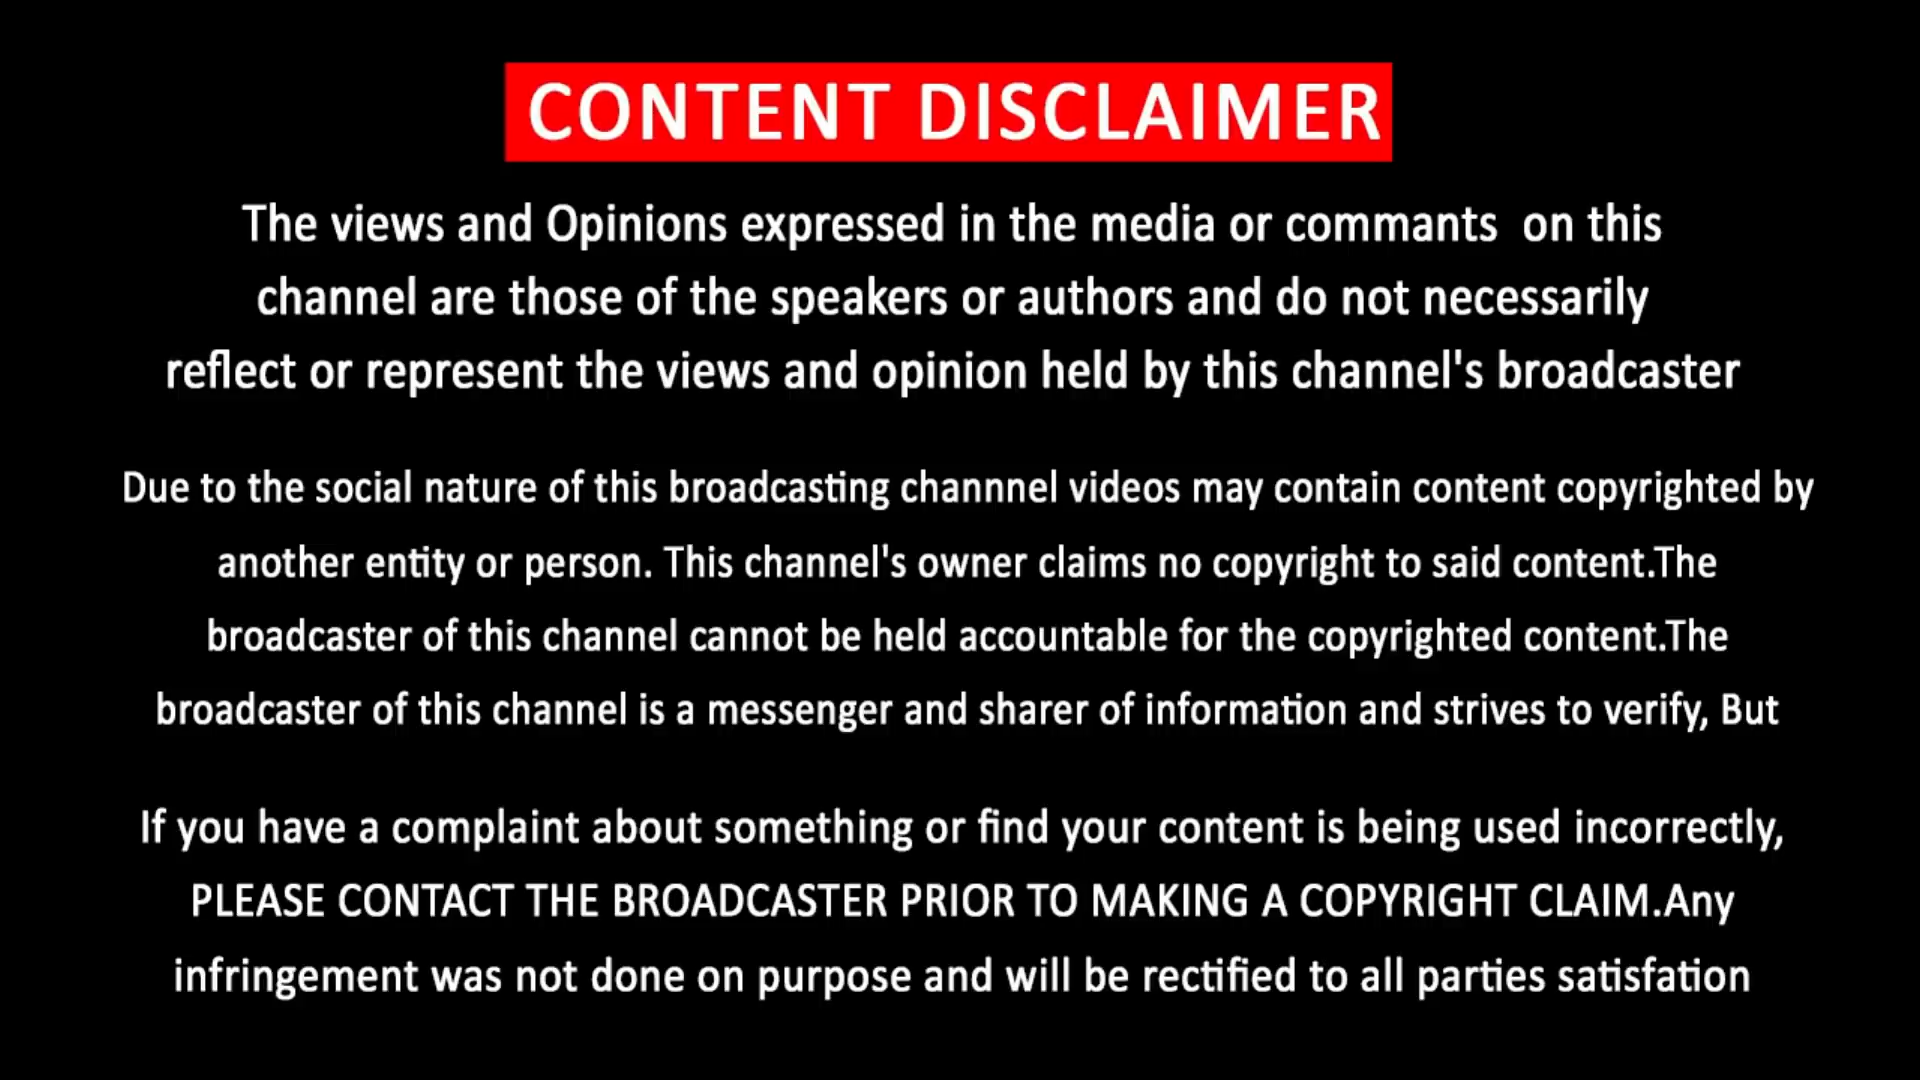 CONTENT DISCLAIMER
The views and Opinions expressed in the media or commants on this
channel are those of the speakers or authors and do not necessarily
reflect or represent the views and opinion held by this channel's broadcaster
Due to the social nature of this broadcasting channnel videos may contain content copyrighted by
another entity or person. This channel's owner claims no copyright to said content.The
broadcaster of this channel cannot be held accountable for the copyrighted content.The
broadcaster of this channel is a messenger and sharer of information and strives to verify, But
If you have a complaint about something or find your content is being used incorrectly,
PLEASE CONTACT THE BROADCASTER PRIOR TO MAKING A COPYRIGHT CLAIM.Any
infringement was not done on purpose and will be rectified to all parties satisfation